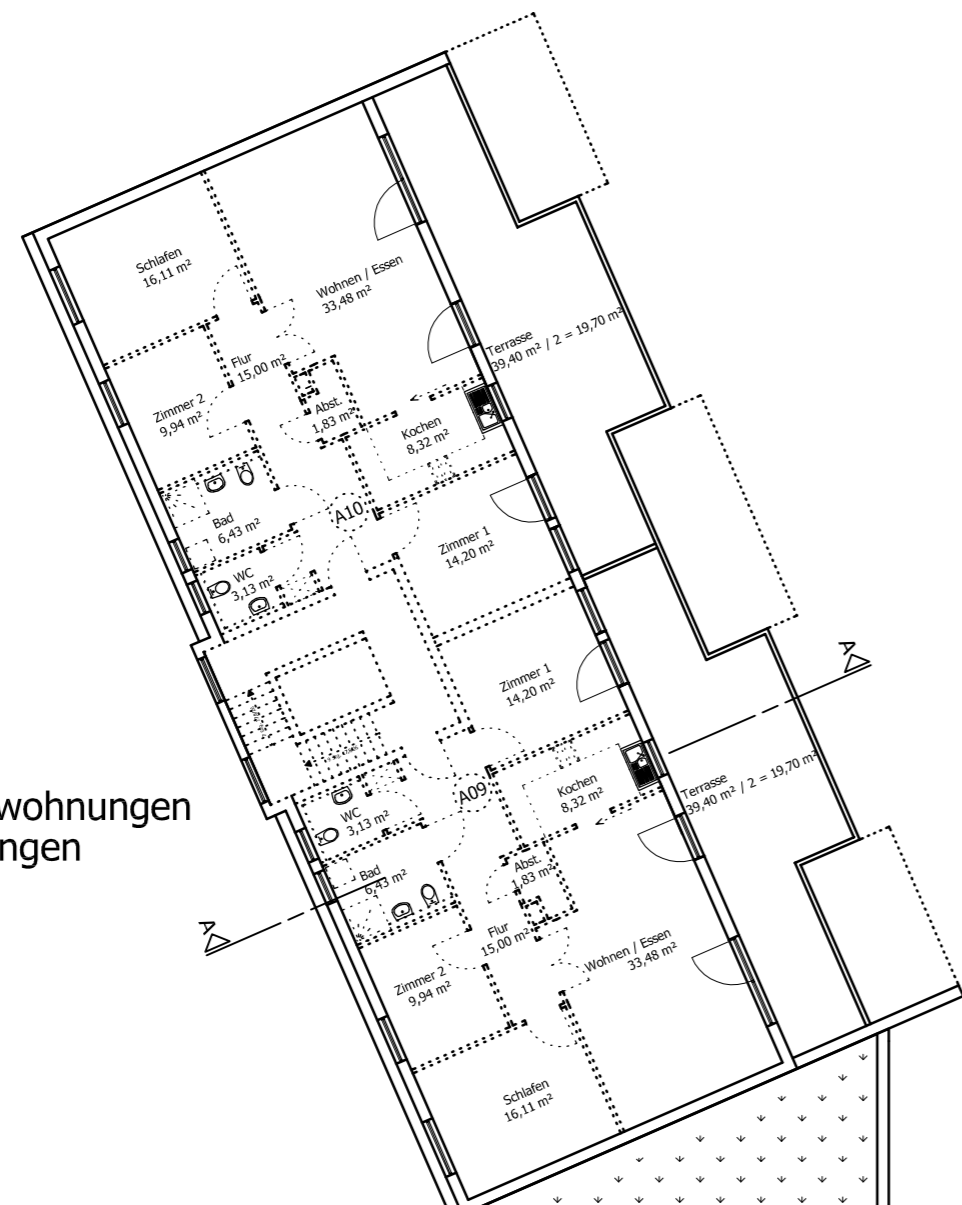 Schlafen
16,11 m²
Wohnen / Essen
33,48 m²
Flur
15,00 m²
Terrasse
39,40 m² / 2 = 19,70 m²
Zimmer 2
9,94 m²
Abst.
1,83 m²
Kochen
8,32 m²
Bad
6,43 m²
A10
WC
3,13 m²
Zimmer 1
14,20 m²
Zimmer 1
14,20 m²
A
wohnungen
ngen
WC
3,13 m²
A09
Kochen
8,32 m²
Terrasse
39,40 m² / 2 = 19,70 m²
Bad
6,43 m²
Abst.
1,83 m²
A
Flur
15,00 m²
Wohnen / Essen
33,48 m²
Zimmer 2
9,94 m²
Schlafen
16,11 m²